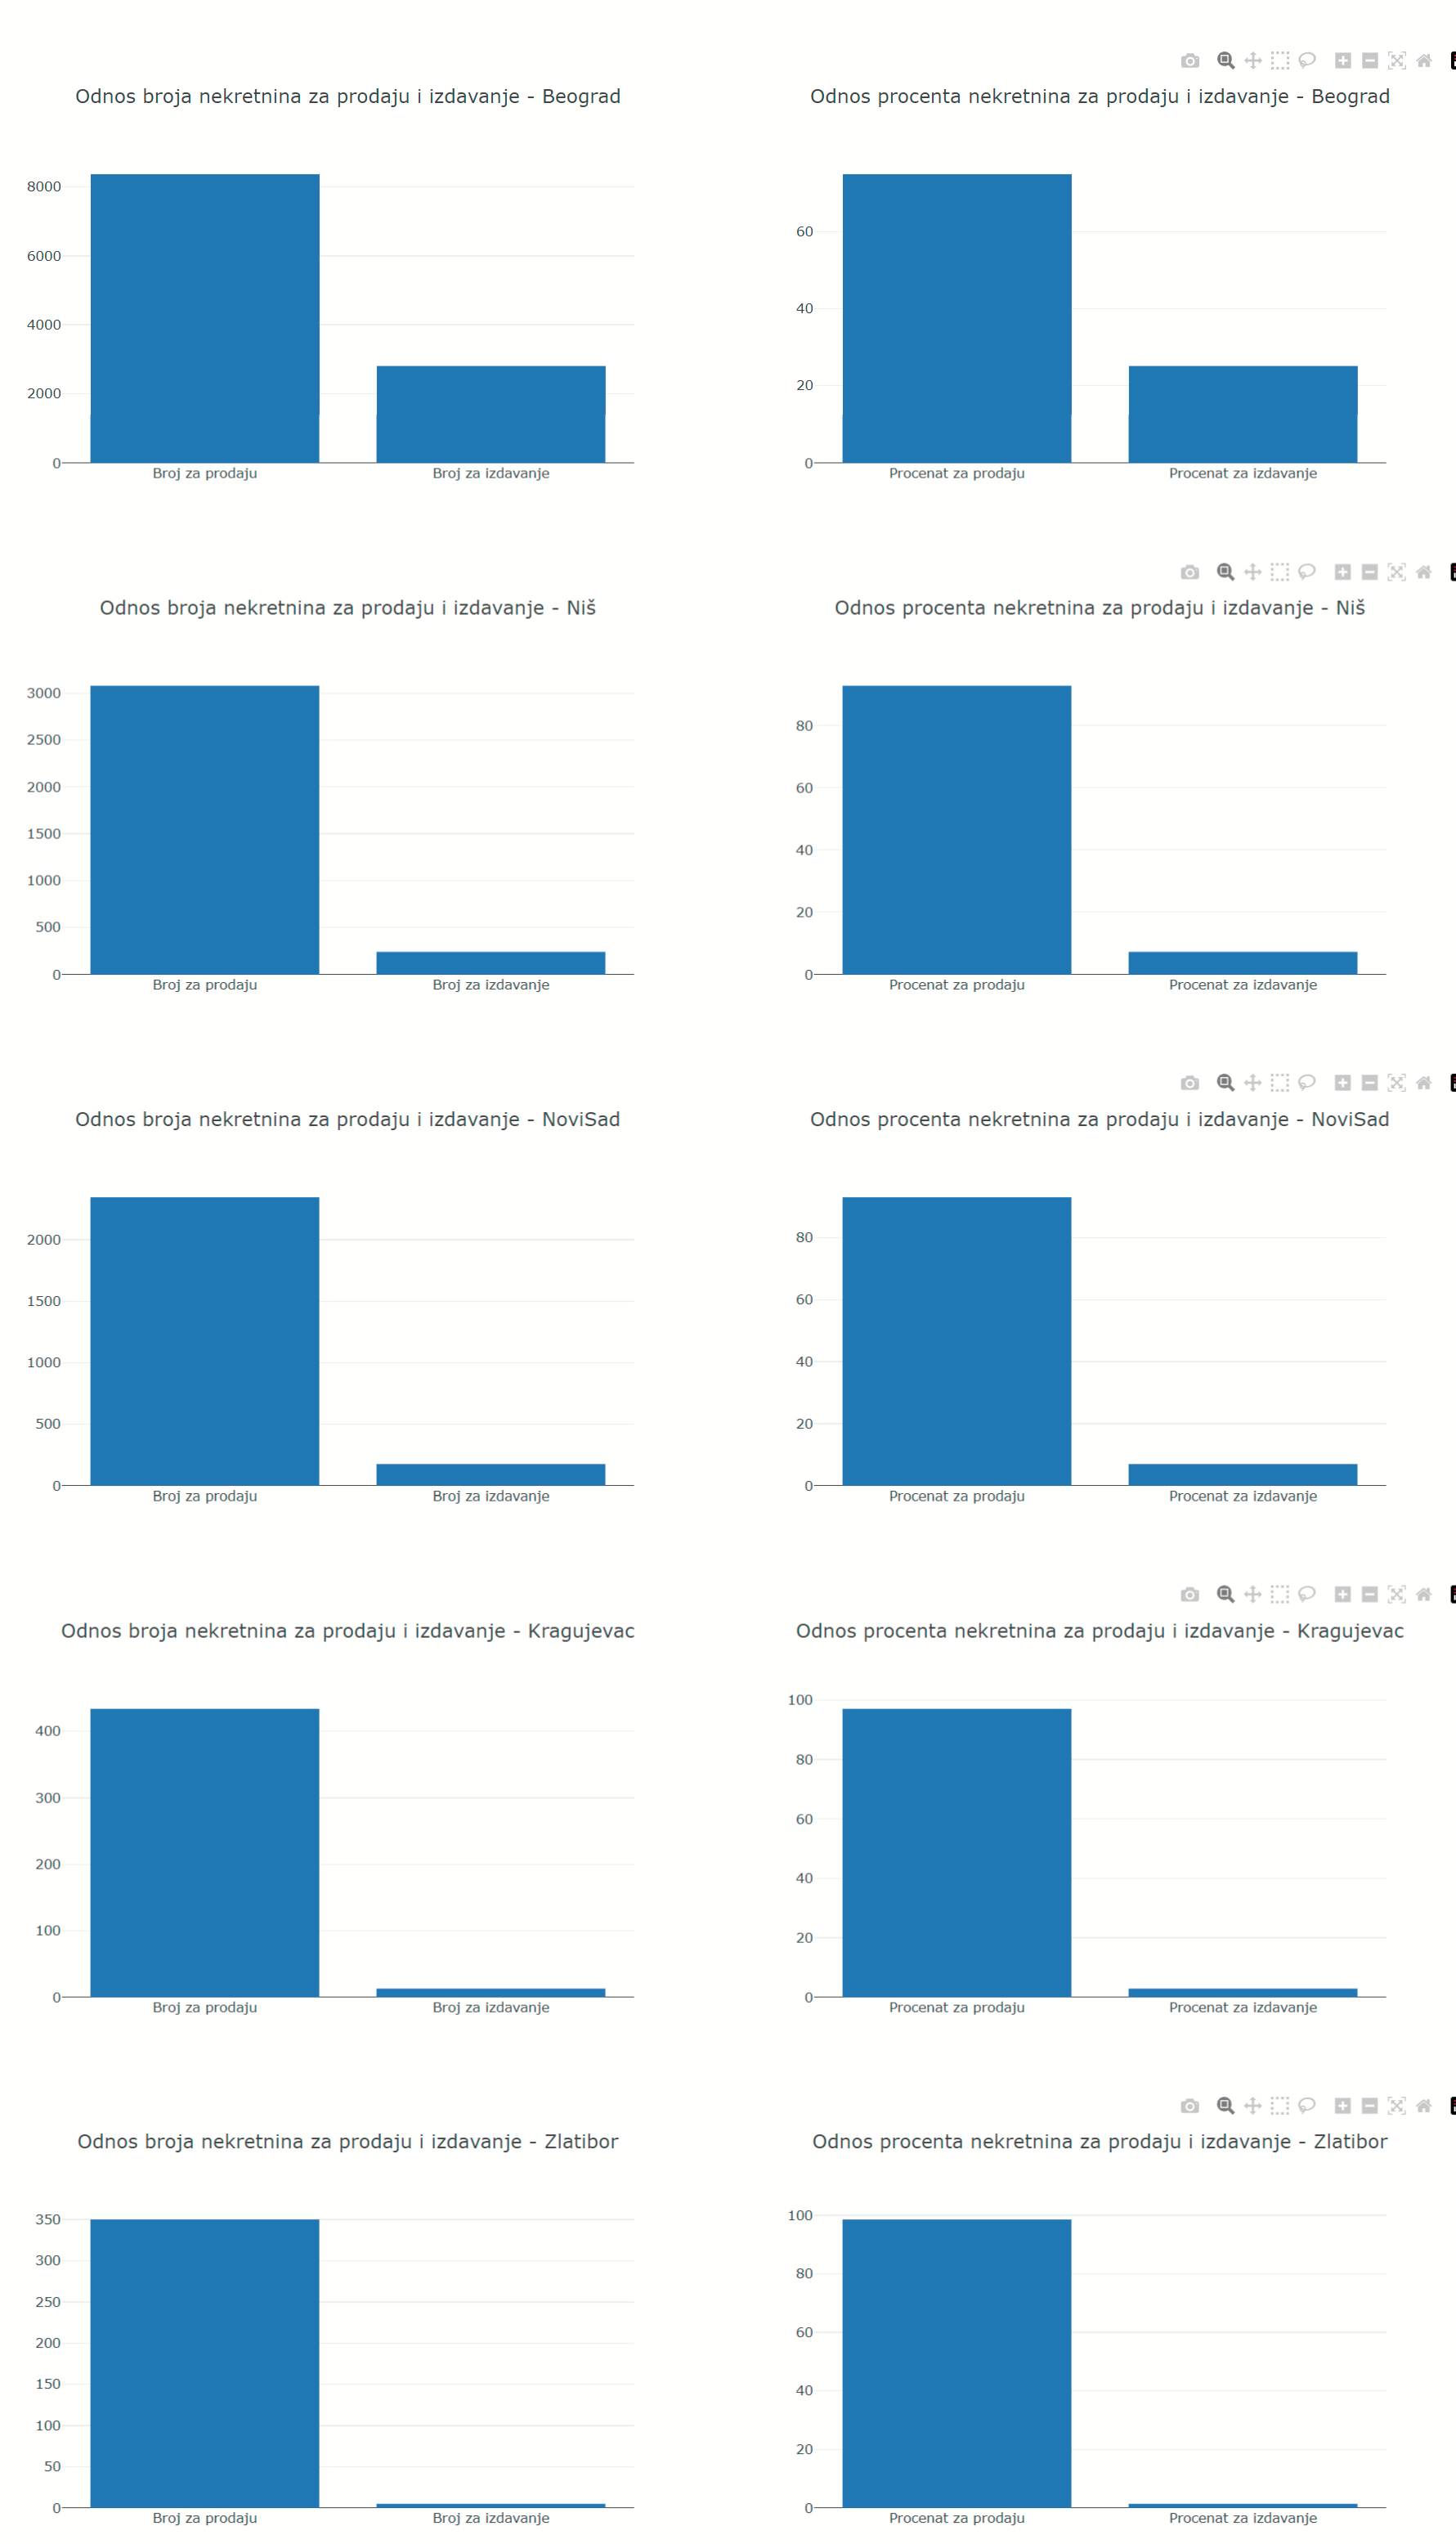 Odnos broja nekretnina za prodaju i izdavanje - Beograd
8000
6000
4000
2000
0
Broj za prodaju
Broj za izdavanje
Odnos procenta nekretnina za prodaju i izdavanje - Beograd
60
40
20
0
Procenat za prodaju
Procenat za izdavanje
Odnos broja nekretnina za prodaju i izdavanje - Niš
3000
2500
2000
1500
1000
500
0
Broj za prodaju
Broj za izdavanje
Odnos procenta nekretnina za prodaju i izdavanje - Niš
80
60
40
20
0
Procenat za prodaju
Procenat za izdavanje
Odnos broja nekretnina za prodaju i izdavanje - NoviSad
2000
1500
1000
500
0
Broj za prodaju
Broj za izdavanje
Odnos procenta nekretnina za prodaju i izdavanje - NoviSad
80
60
40
20
0
Procenat za prodaju
Procenat za izdavanje
Odnos broja nekretnina za prodaju i izdavanje - Kragujevac
400
300
200
100
0
Broj za prodaju
Broj za izdavanje
Odnos procenta nekretnina za prodaju i izdavanje - Kragujevac
100
80
60
40
20
0
Procenat za prodaju
Procenat za izdavanje
Odnos broja nekretnina za prodaju i izdavanje - Zlatibor
350
300
250
200
150
100
50
0
Broj za prodaju
Broj za izdavanje
Odnos procenta nekretnina za prodaju i izdavanje - Zlatibor
100
80
60
40
20
0
Procenat za prodaju
Procenat za izdavanje